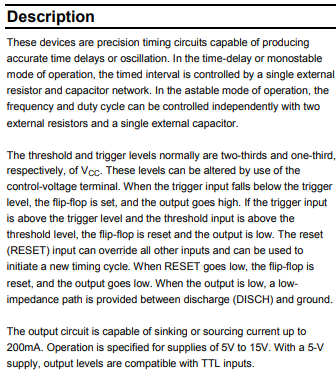 Description
These devices are precision timing circuits capable of producing
accurate time delays or oscillation. In the time-delay or monostable
mode of operation, the timed interval is controlled by a single external
resistor and capacitor network. In the astable mode of operation, the
frequency and duty cycle can be controlled independently with two
external resistors and a single external capacitor.
The threshold and trigger levels normally are two-thirds and one-third,
respectively, of VCC. These levels can be altered by use of the
control-voltage terminal. When the trigger input falls below the trigger
level, the flip-flop is set, and the output goes high. If the trigger input
is above the trigger level and the threshold input is above the
threshold level, the flip-flop is reset and the output is low. The reset
(RESET) input can override all other inputs and can be used to
initiate a new timing cycle. When RESET goes low, the flip-flop is
reset, and the output goes low. When the output is low, a low-
impedance path is provided between discharge (DISCH) and ground.
The output circuit is capable of sinking or sourcing current up to
200mA. Operation is specified for supplies of 5V to 15V. With a 5-V
supply, output levels are compatible with TTL inputs.